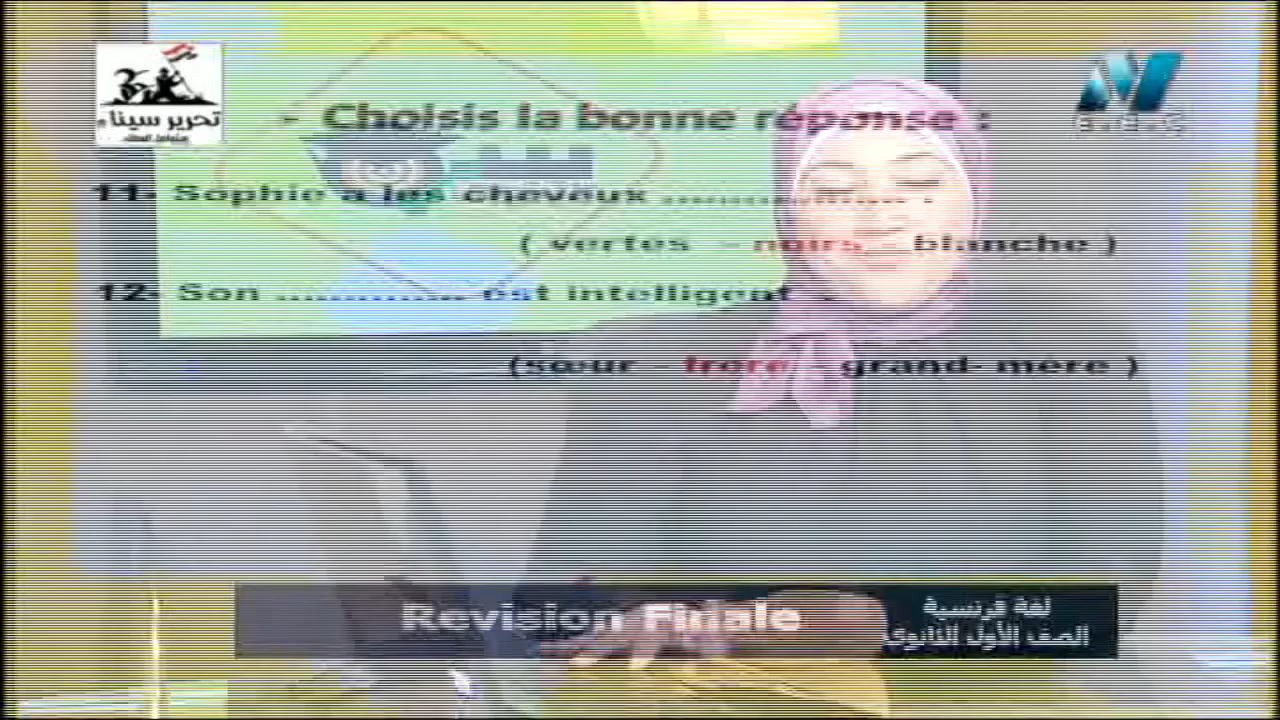 تحرير سيناء
- Choisis la bonne réponse :
11- Sophie a les cheveux .................... .
( vertes - noirs - blanche )
12- Son .............. est intelligent .
(sœur - frère - grand- mère )
Revision Finale
لغة فرنسية
الصف الأول الثانوى